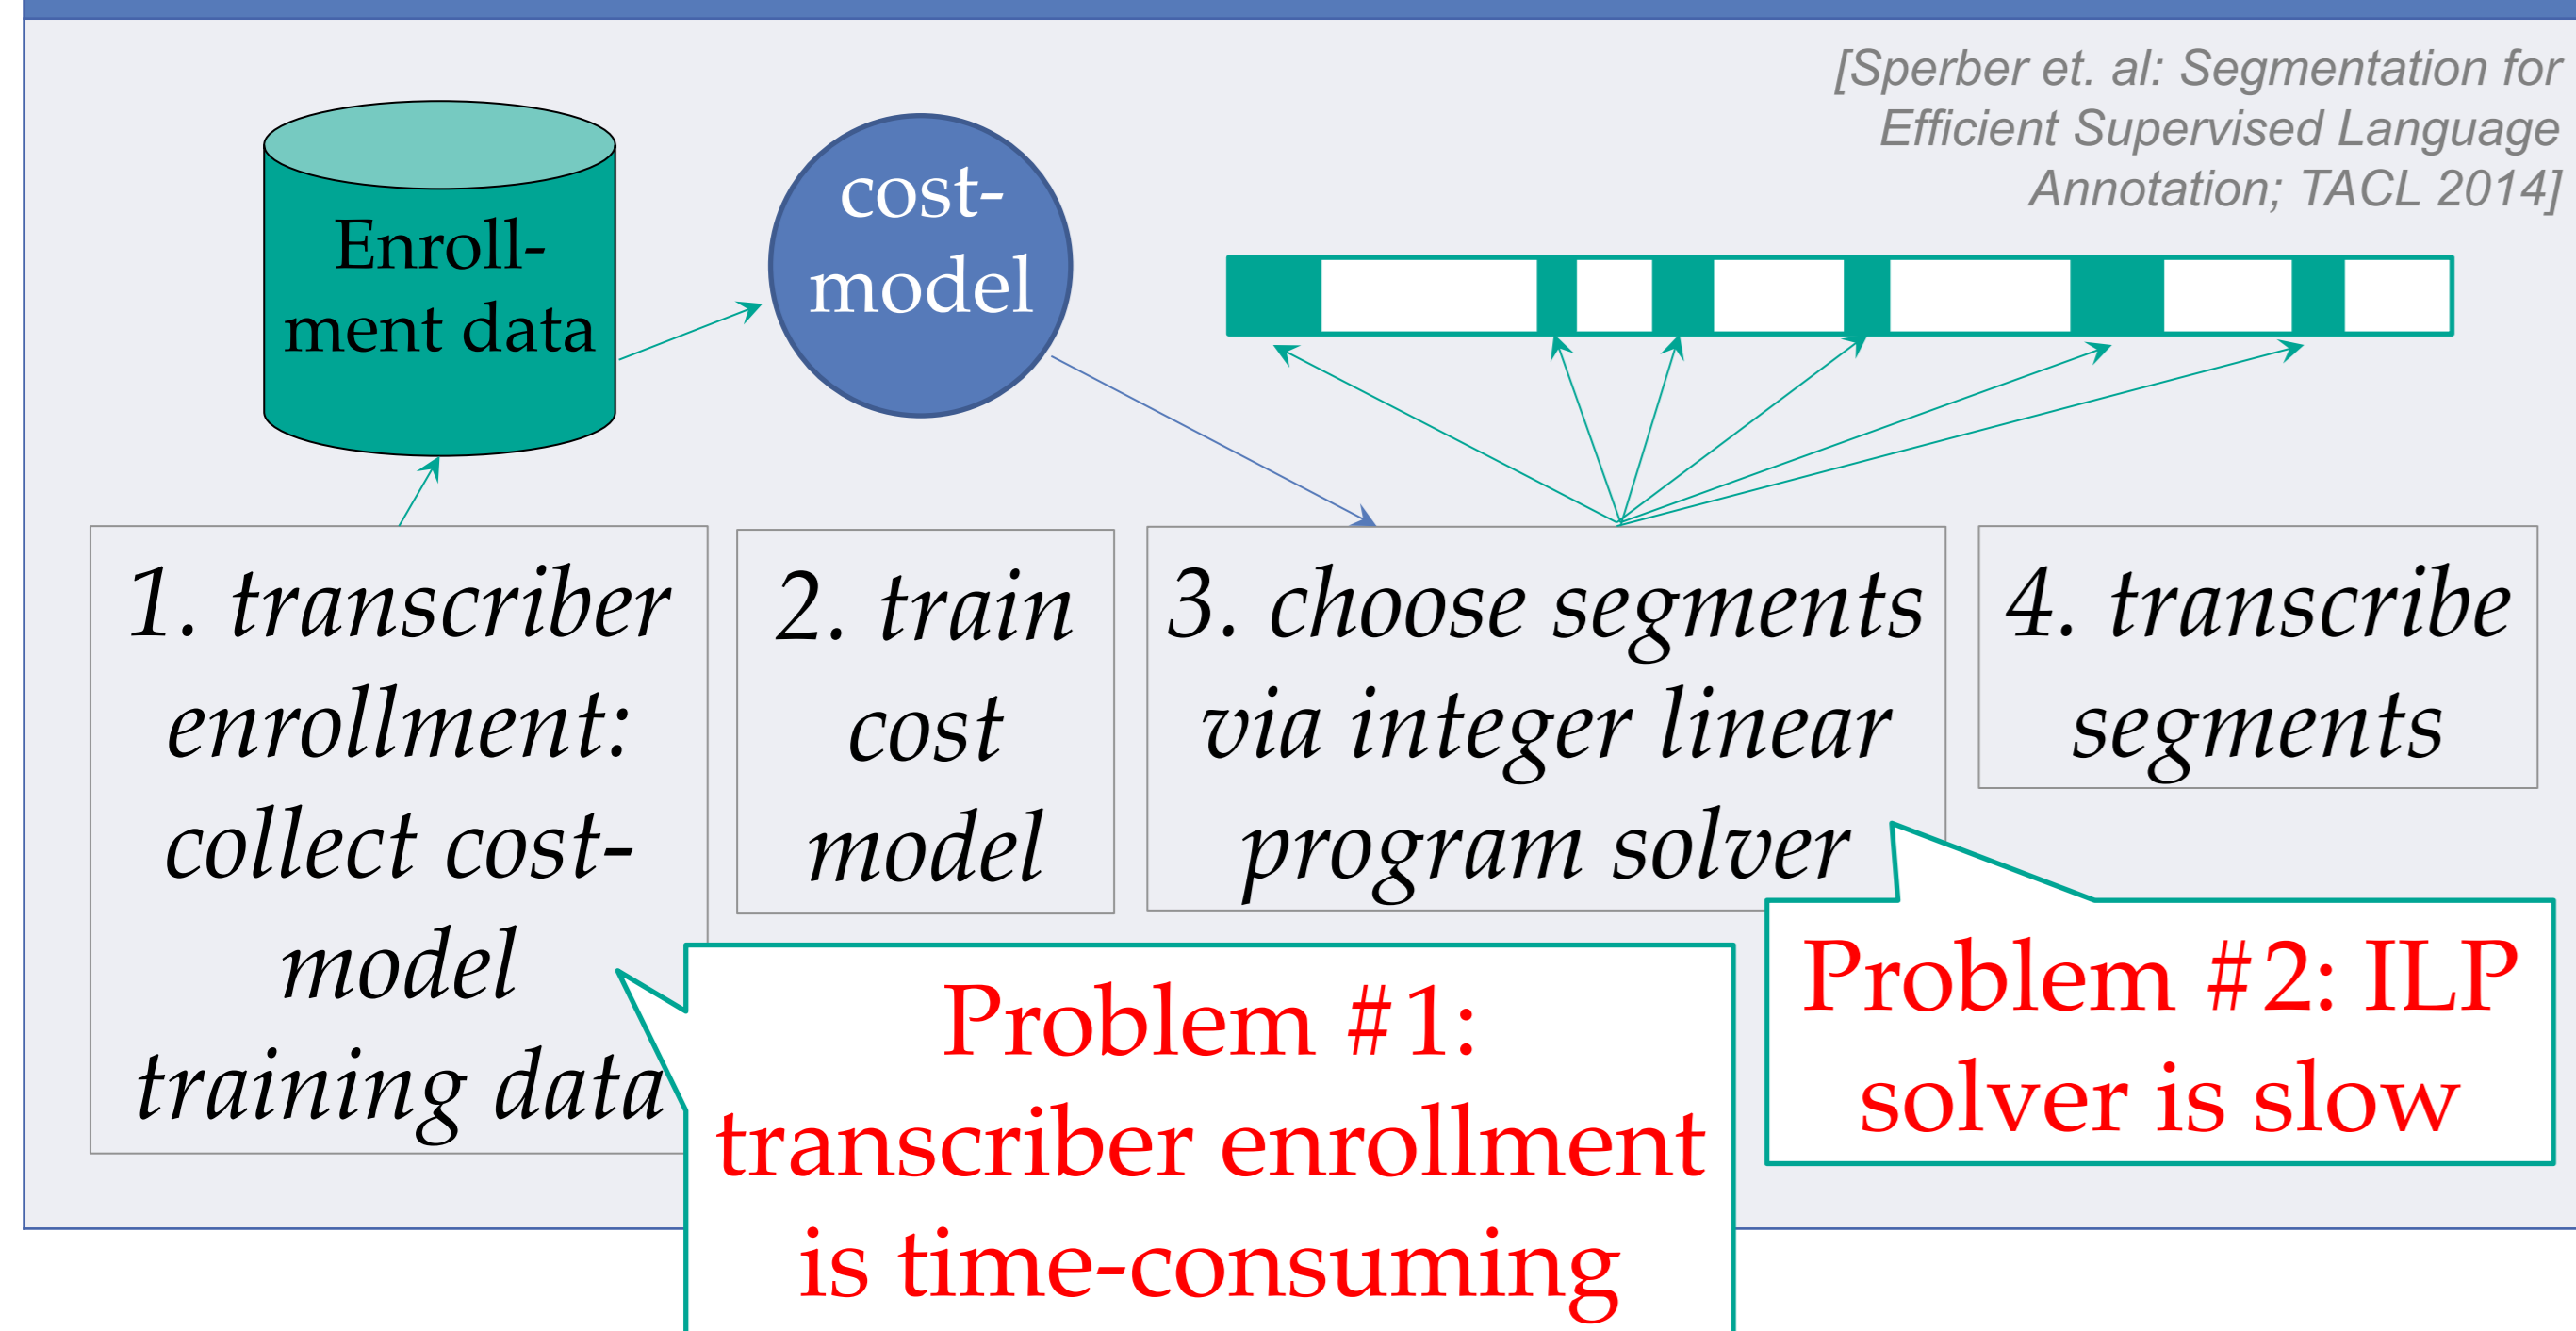 [Sperber et. al: Segmentation for
Efficient Supervised Language
Annotation; TACL 2014]
Enroll-
ment data
cost-
model
1. transcriber
enrollment:
collect cost-
model
training data
2. train
cost
model
3. choose segments
via integer linear
program solver
4. transcribe
segments
Problem #1:
transcriber enrollment
is time-consuming
Problem #2: ILP
solver is slow